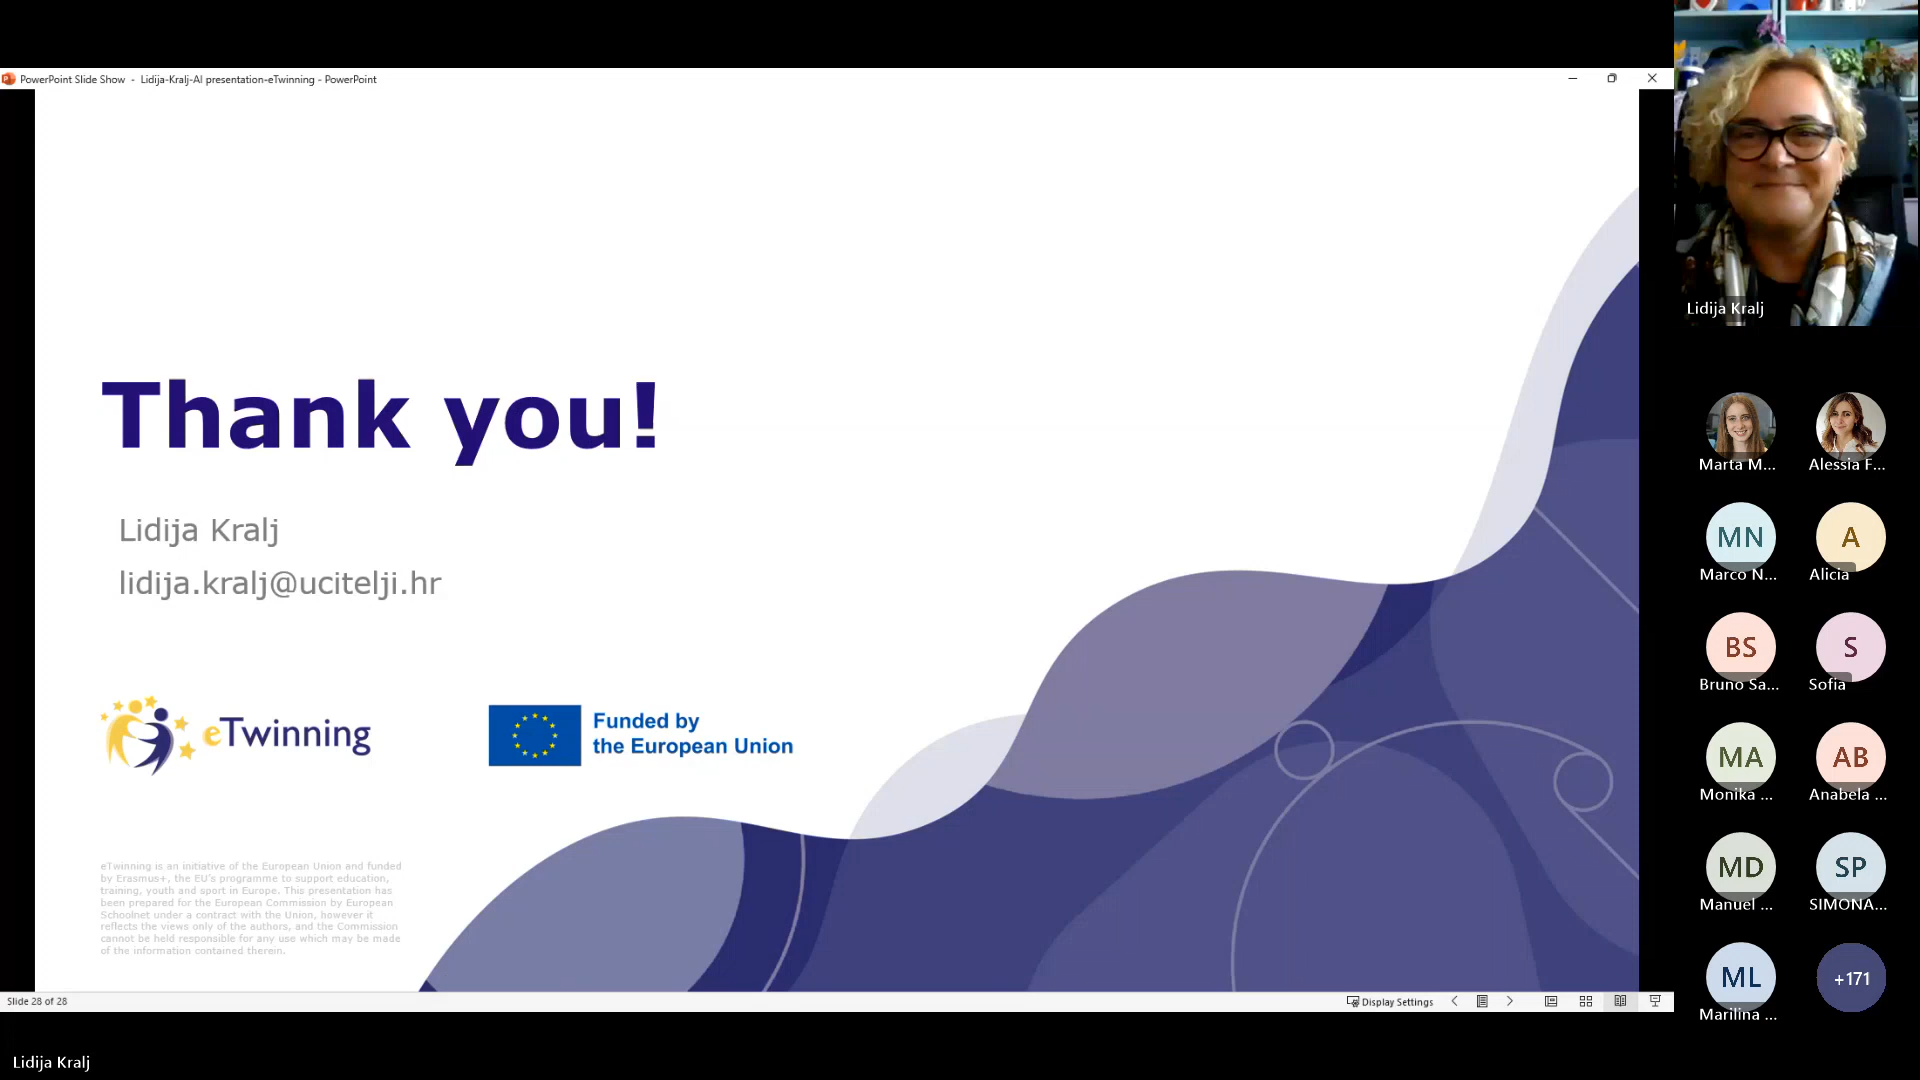 PowerPoint Slide Show - Lidija-Kralj-AI presentation-eTwinning - PowerPoint
Thank you!
Lidija Kralj
lidija.kralj@ucitelji.hr
eTwinning
Funded by
the European Union
eTwinning is an initiative of the European Union and funded
by Erasmus+, the EU's programme to support education,
training, youth and sport in Europe. This presentation has
been prepared for the European Commission by European
Schoolnet under a contract with the Union, however it
reflects the views only of the authors, and the Commission
cannot be held responsible for any use which may be made
of the information contained therein.
Slide 28 of 28
Display Settings
Lidija Kralj
Lidija Kralj
Marta M...
Alessia F...
MN
Marco N...
A
Alicia
BS
Bruno Sa...
S
Sofia
MA
Monika ...
AB
Anabela ...
MD
Manuel ...
SP
SIMONA...
ML
Marilina ...
+171